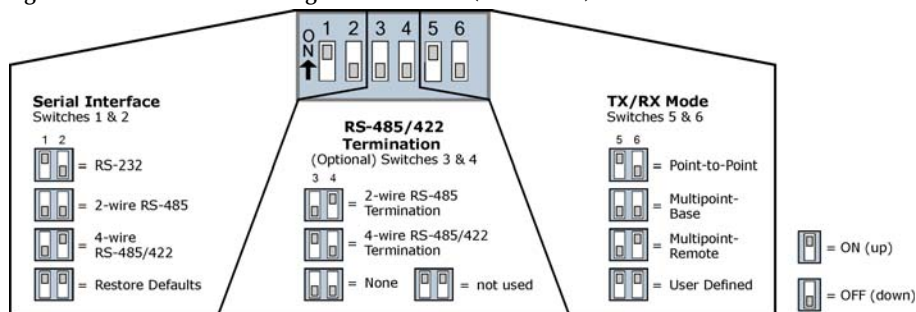 ON
1 2 3 4 5 6
Serial Interface
Switches 1 & 2
1 2
= RS-232
= 2-wire RS-485
= 4-wire
RS-485/422
= Restore Defaults
RS-485/422
Termination
(Optional) Switches 3 & 4
3 4
= 2-wire RS-485
Termination
= 4-wire RS-485/422
Termination
= None
= not used
TX/RX Mode
Switches 5 & 6
5 6
= Point-to-Point
= Multipoint-
Base
= Multipoint-
Remote
= User Defined
= ON (up)
= OFF (down)